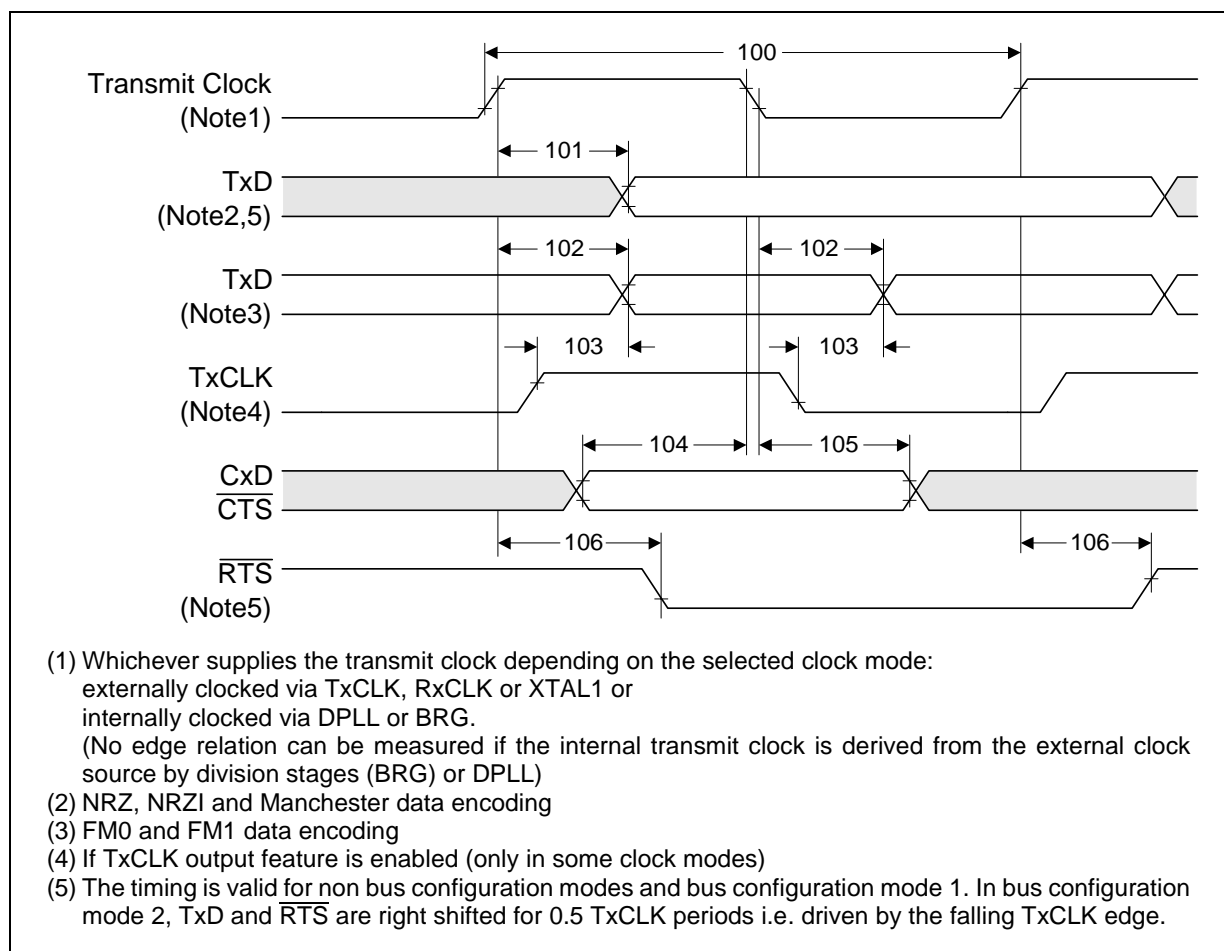 100
Transmit Clock
(Note1)
101
TxD
(Note2,5)
102
102
TxD
(Note3)
103
103
TxCLK
(Note4)
104
105
CxD
CTS
106
106
RTS
(Note5)
(1) Whichever supplies the transmit clock depending on the selected clock mode:
externally clocked via TxCLK, RxCLK or XTAL1 or
internally clocked via DPLL or BRG.
(No edge relation can be measured if the internal transmit clock is derived from the external clock
source by division stages (BRG) or DPLL)
(2) NRZ, NRZI and Manchester data encoding
(3) FM0 and FM1 data encoding
(4) If TxCLK output feature is enabled (only in some clock modes)
(5) The timing is valid for non bus configuration modes and bus configuration mode 1. In bus configuration
mode 2, TxD and RTS are right shifted for 0.5 TxCLK periods i.e. driven by the falling TxCLK edge.